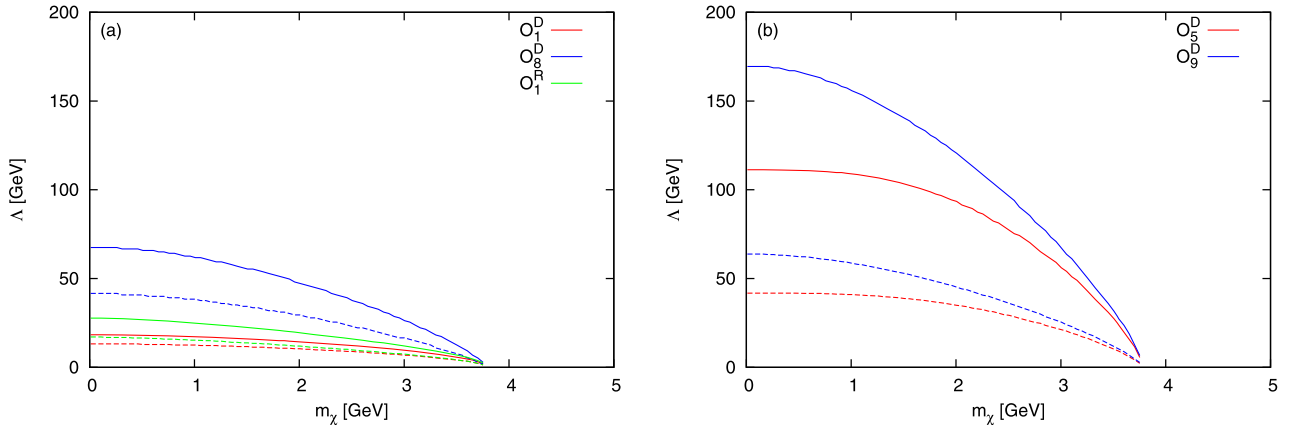 (a)
O₁ᴰ
O₈ᴰ
O₁ᴿ
200
150
100
50
0
Λ [GeV]
0 1 2 3 4 5
m_χ [GeV]
(b)
O₅ᴰ
O₉ᴰ
200
150
100
50
0
Λ [GeV]
0 1 2 3 4 5
m_χ [GeV]